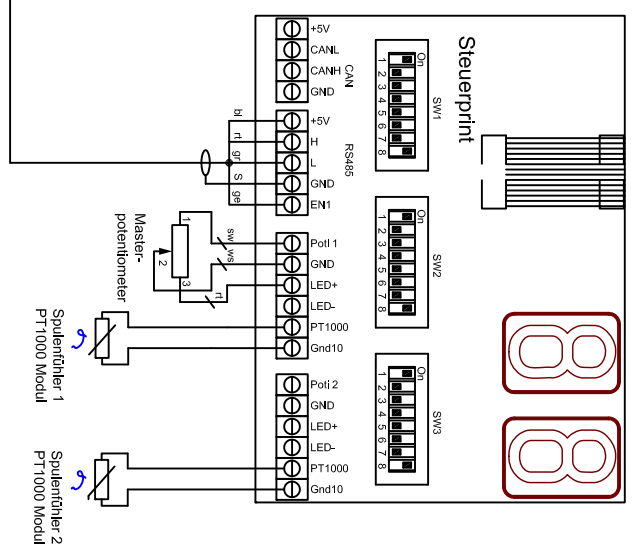 Steuerprint
+5V
CANL
CANH
GND
CAN
+5V
H
L
GND
EN1
RS485
bl
rt
gr
S
ge
Potl 1
GND
LED+
LED-
PT1000
Gnd10
sw
ws
rt
1
2
3
Master-
potentiometer
Spulenfühler 1
PT1000 Modul
Poti 2
GND
LED+
LED-
PT1000
Gnd10
Spulenfühler 2
PT1000 Modul
On
1 2 3 4 5 6 7 8
SW1
On
1 2 3 4 5 6 7 8
SW2
On
1 2 3 4 5 6 7 8
SW3